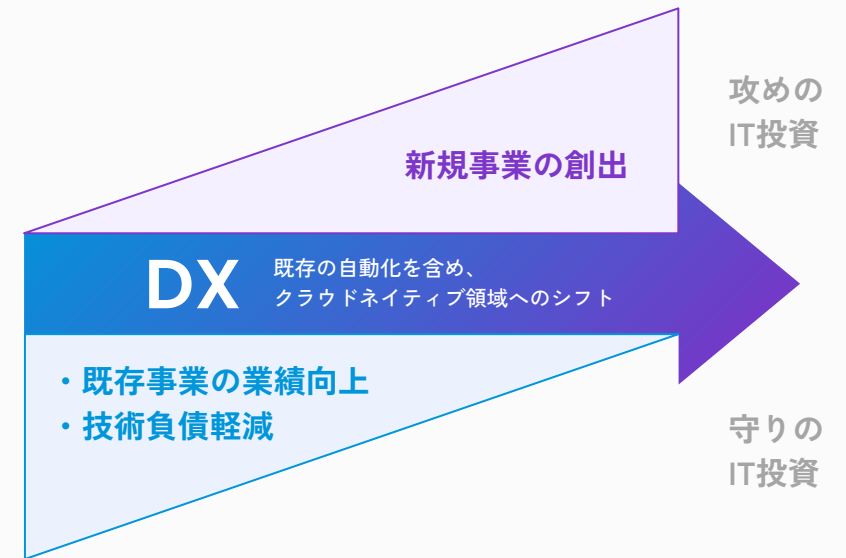 攻めの
IT投資
新規事業の創出
DX
既存の自動化を含め、
クラウドネイティブ領域へのシフト
・既存事業の業績向上
・技術負債軽減
守りの
IT投資